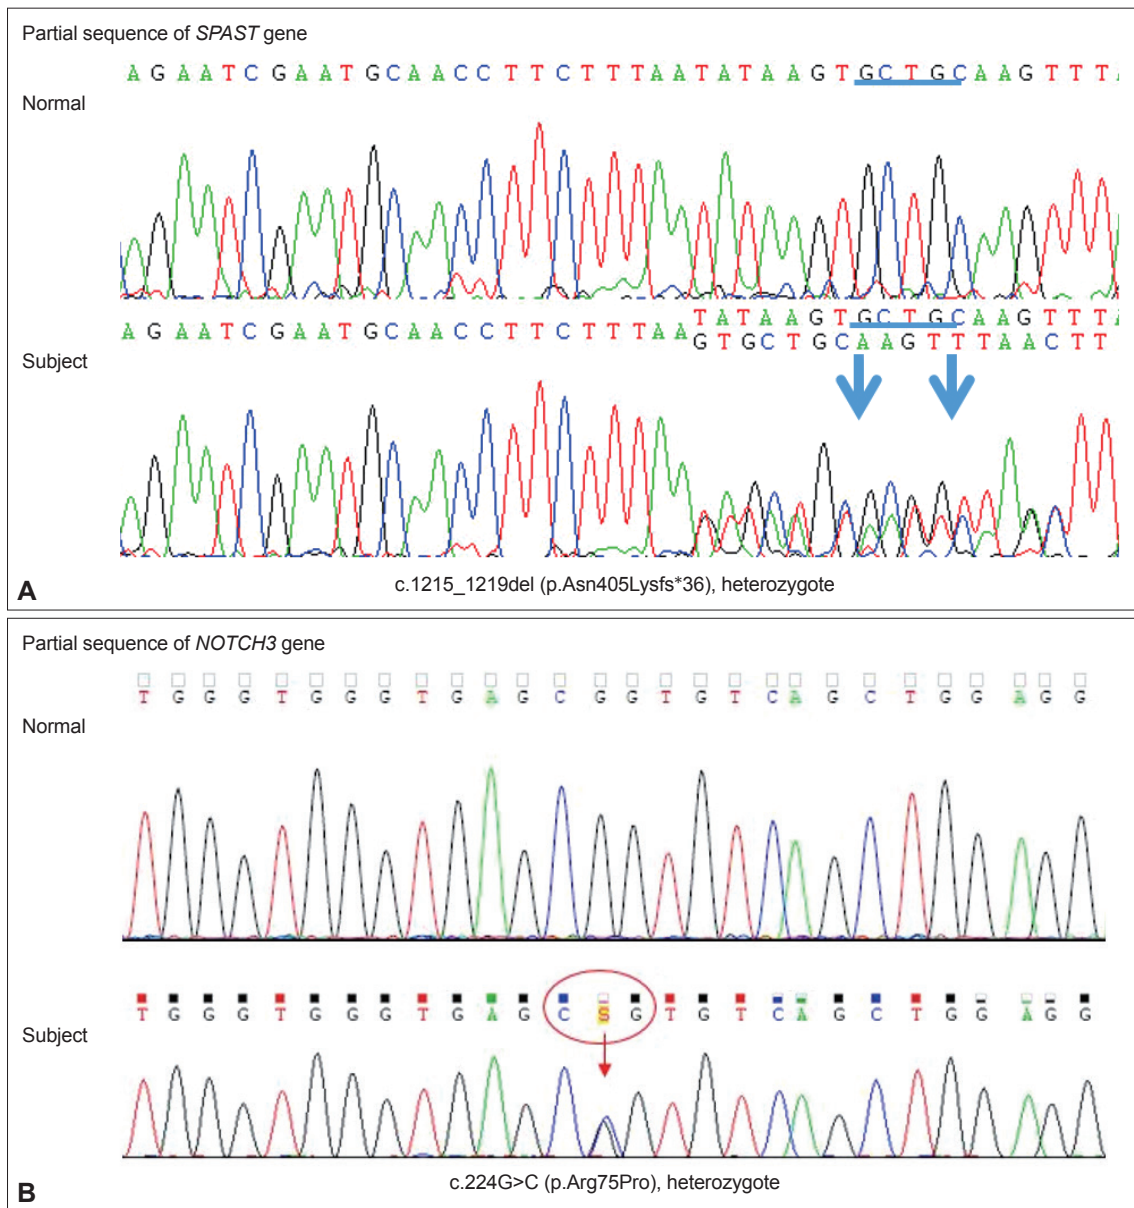 Partial sequence of SPAST gene
A G A A T C G A A T G C A A C C T T C T T T A A T A T A A G T G C T G C A A G T T T A
Normal
A G A A T C G A A T G C A A C C T T C T T T A A T A T A A G T G C T G C A A G T T T A
G T G C T G C A A G T T T A A C T T
Subject
c.1215_1219del (p.Asn405Lysfs*36), heterozygote
A
Partial sequence of NOTCH3 gene
T G G G T G G G T G A G C G G T G T C A G C T G G A G G
Normal
T G G G T G G G T G A G C S G T G T C A G C T G G A G G
Subject
c.224G>C (p.Arg75Pro), heterozygote
B